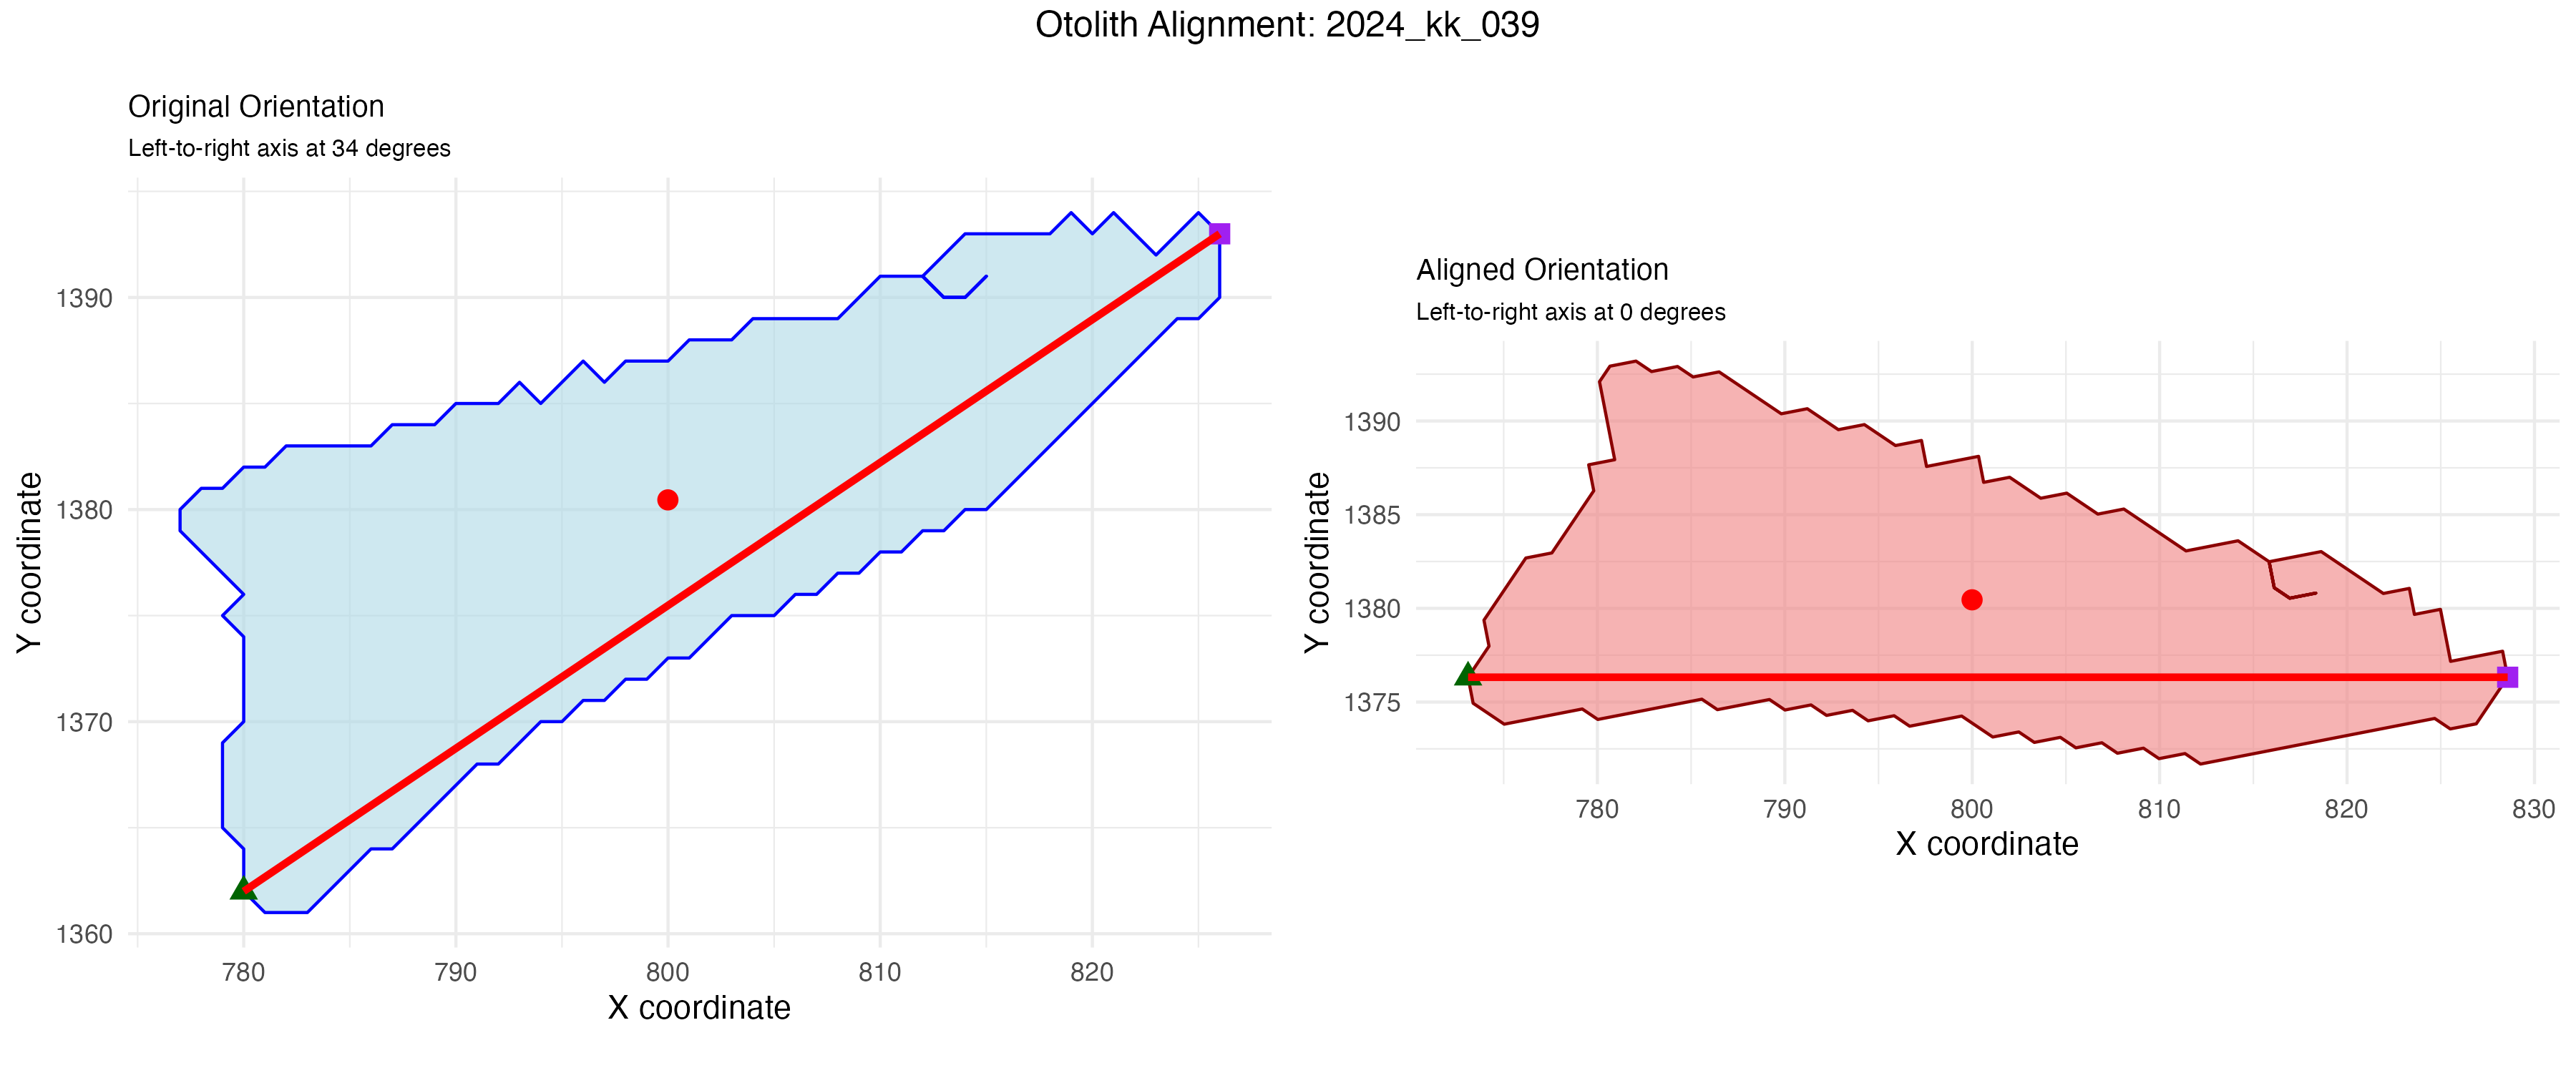 Otolith Alignment: 2024_kk_039
Original Orientation
Left-to-right axis at 34 degrees
1390
1380
1370
1360
Y coordinate
780 790 800 810 820
X coordinate
Aligned Orientation
Left-to-right axis at 0 degrees
1390
1385
1380
1375
Y coordinate
780 790 800 810 820 830
X coordinate